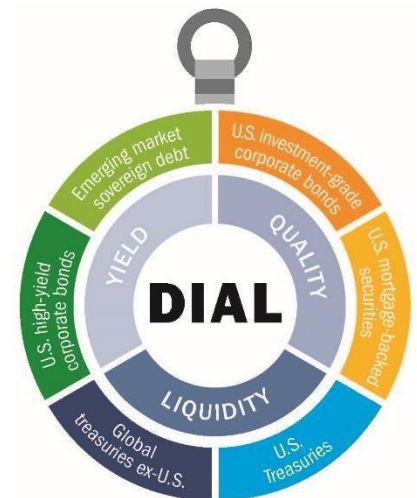 Emerging market
sovereign debt
U.S. investment-grade
corporate bonds
U.S. high-yield
corporate bonds
YIELD
QUALITY
U.S. mortgage-backed
securities
DIAL
LIQUIDITY
Global
treasuries ex-U.S.
U.S.
Treasuries